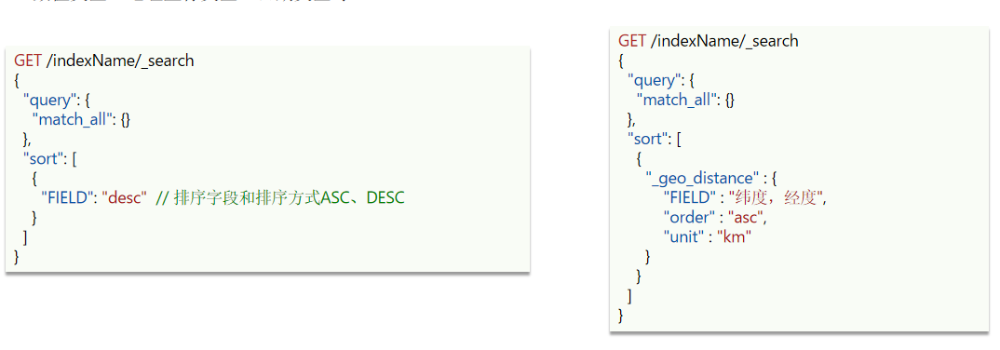 GET /indexName/_search
{
"query": {
"match_all": {}
},
"sort": [
{
"FIELD": "desc" // 排序字段和排序方式ASC、DESC
}
]
}
GET /indexName/_search
{
"query": {
"match_all": {}
},
"sort": [
{
"_geo_distance" : {
"FIELD" : "纬度，经度",
"order" : "asc",
"unit" : "km"
}
}
]
}